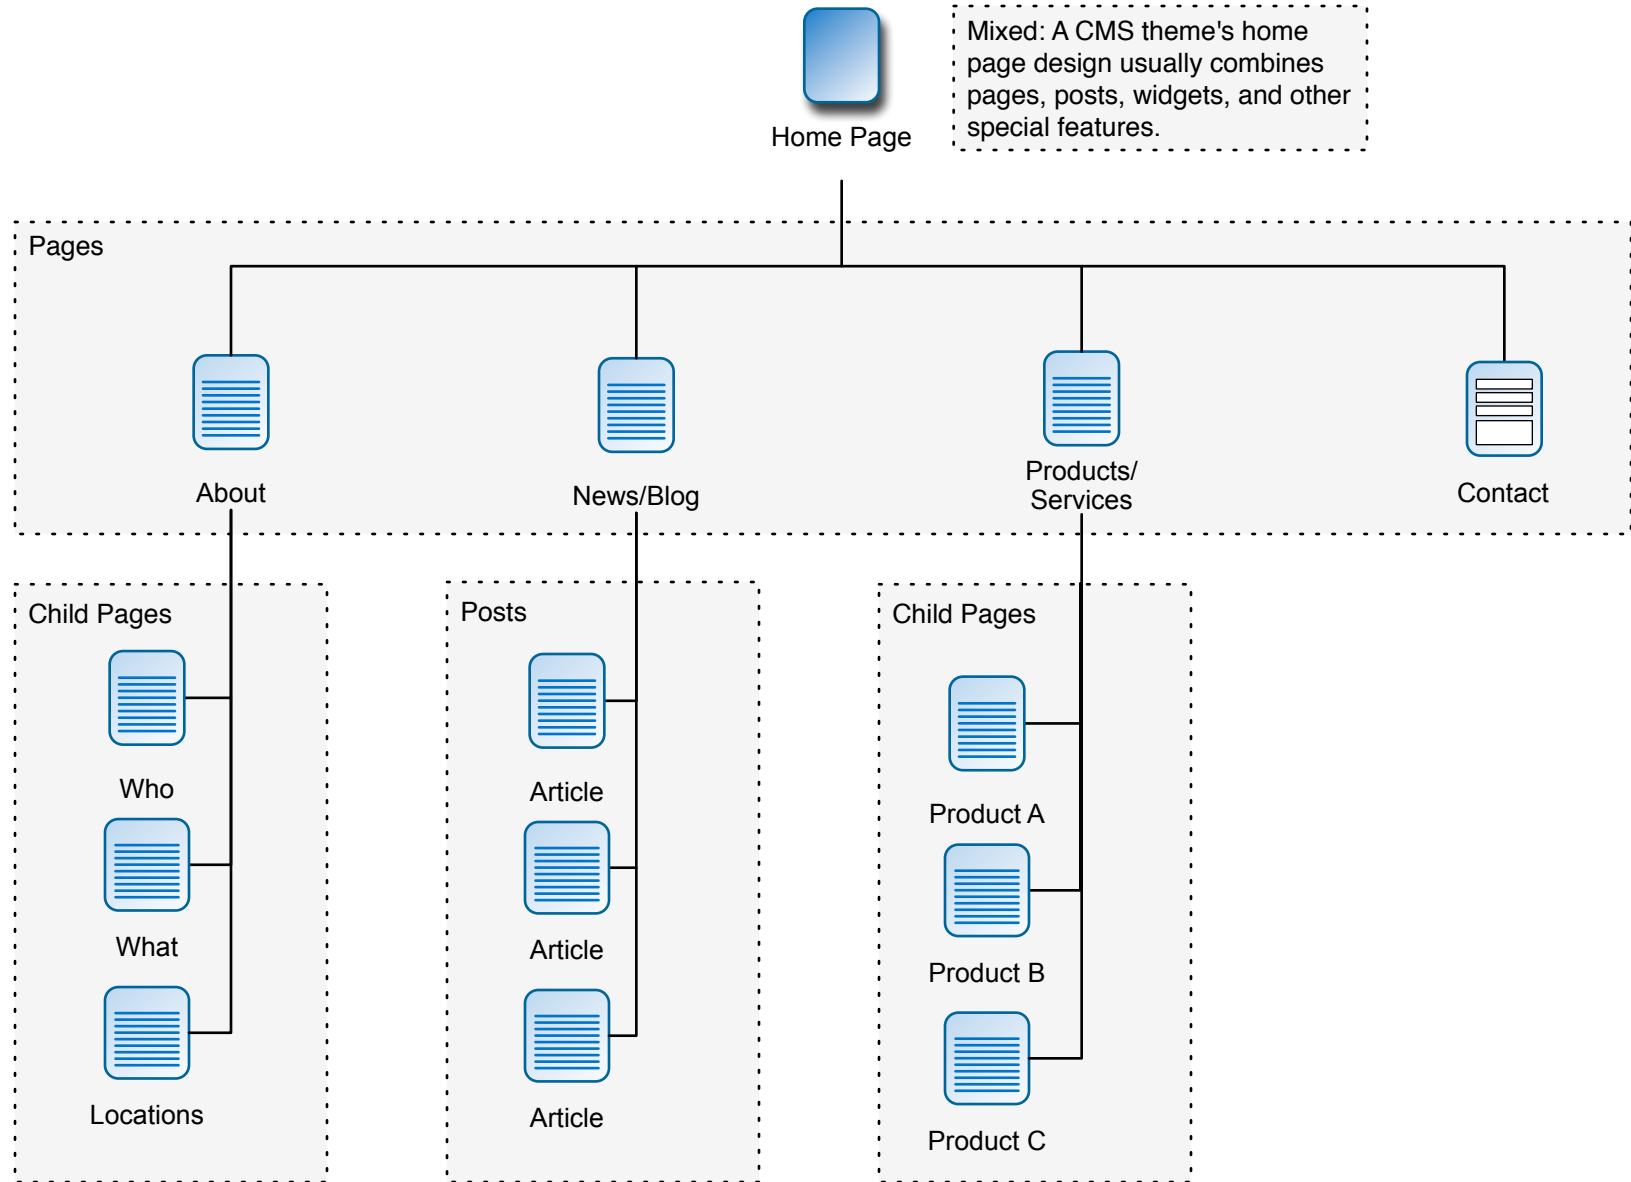 Mixed: A CMS theme's home
page design usually combines
pages, posts, widgets, and other
special features.
Home Page
Pages
About
News/Blog
Products/
Services
Contact
Child Pages
Who
What
Locations
Posts
Article
Article
Article
Child Pages
Product A
Product B
Product C